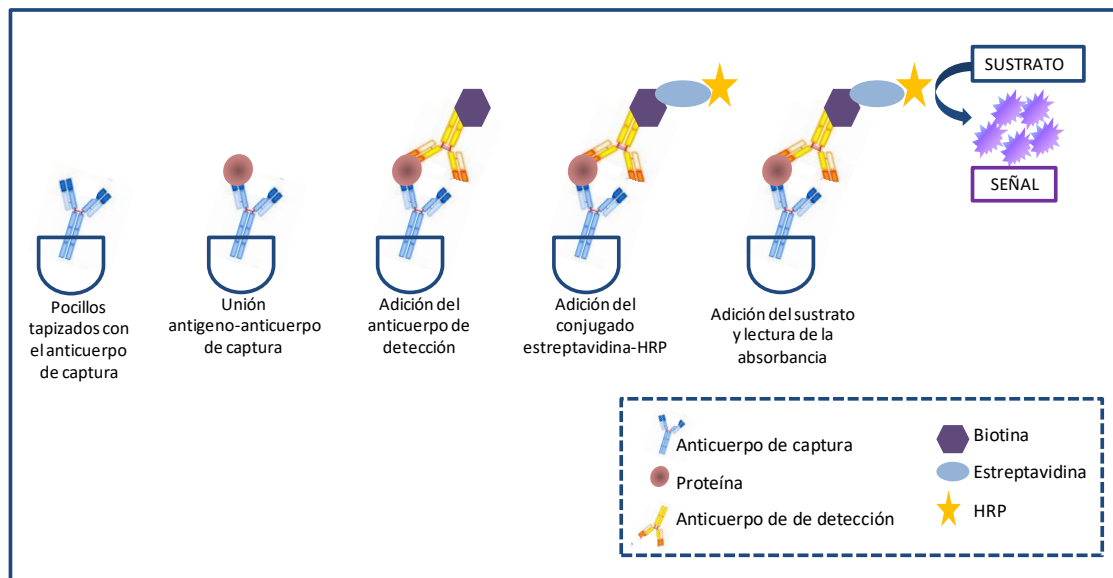 SUSTRATO
SEÑAL
Pocillos
tapizados con
el anticuerpo
de captura
Unión
antigeno-anticuerpo
de captura
Adición del
anticuerpo de
detección
Adición del
conjugado
estreptavidina-HRP
Adición del sustrato
y lectura de la
absorbancia
Anticuerpo de captura
Proteína
Anticuerpo de de detección
Biotina
Estreptavidina
HRP